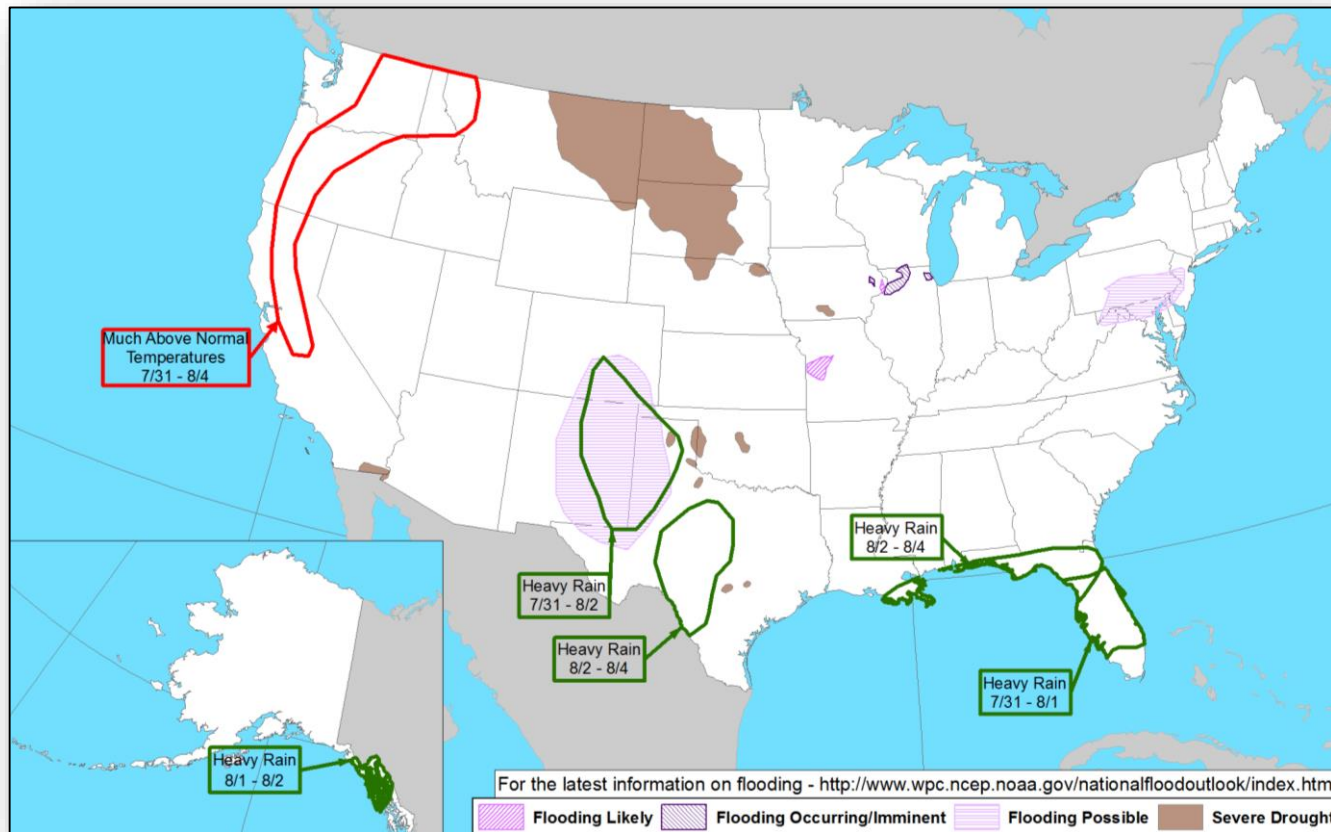 Much Above Normal
Temperatures
7/31 - 8/4
Heavy Rain
7/31 - 8/2
Heavy Rain
8/2 - 8/4
Heavy Rain
8/2 - 8/4
Heavy Rain
7/31 - 8/1
Heavy Rain
8/1 - 8/2
For the latest information on flooding - http://www.wpc.ncep.noaa.gov/nationalfloodoutlook/index.htm
Flooding Likely
Flooding Occurring/Imminent
Flooding Possible
Severe Drought